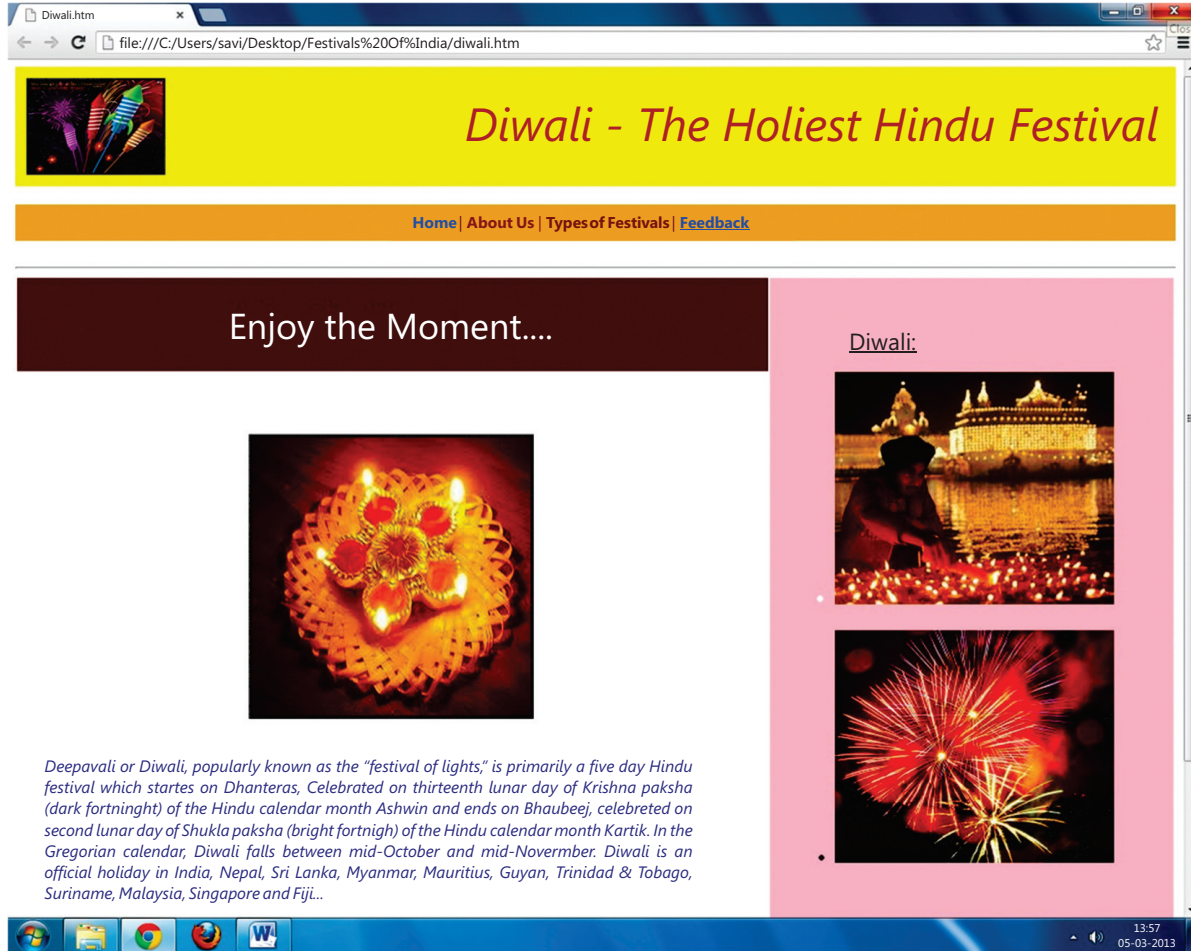 Diwali.htm
Clos
file:///C:/Users/savi/Desktop/Festivals%20Of%India/diwali.htm
Diwali - The Holiest Hindu Festival
Home| About Us | Types of Festivals| Feedback
Enjoy the Moment....
Diwali:
Deepavali or Diwali, popularly known as the “festival of lights,” is primarily a five day Hindu
festival which startes on Dhanteras, Celebrated on thirteenth lunar day of Krishna paksha
(dark fortninght) of the Hindu calendar month Ashwin and ends on Bhaubeej, celebreted on
second lunar day of Shukla paksha (bright fortnigh) of the Hindu calendar month Kartik. In the
Gregorian calendar, Diwali falls between mid-October and mid-Novermber. Diwali is an
official holiday in India, Nepal, Sri Lanka, Myanmar, Mauritius, Guyan, Trinidad & Tobago,
Suriname, Malaysia, Singapore and Fiji...
W
13:57
05-03-2013